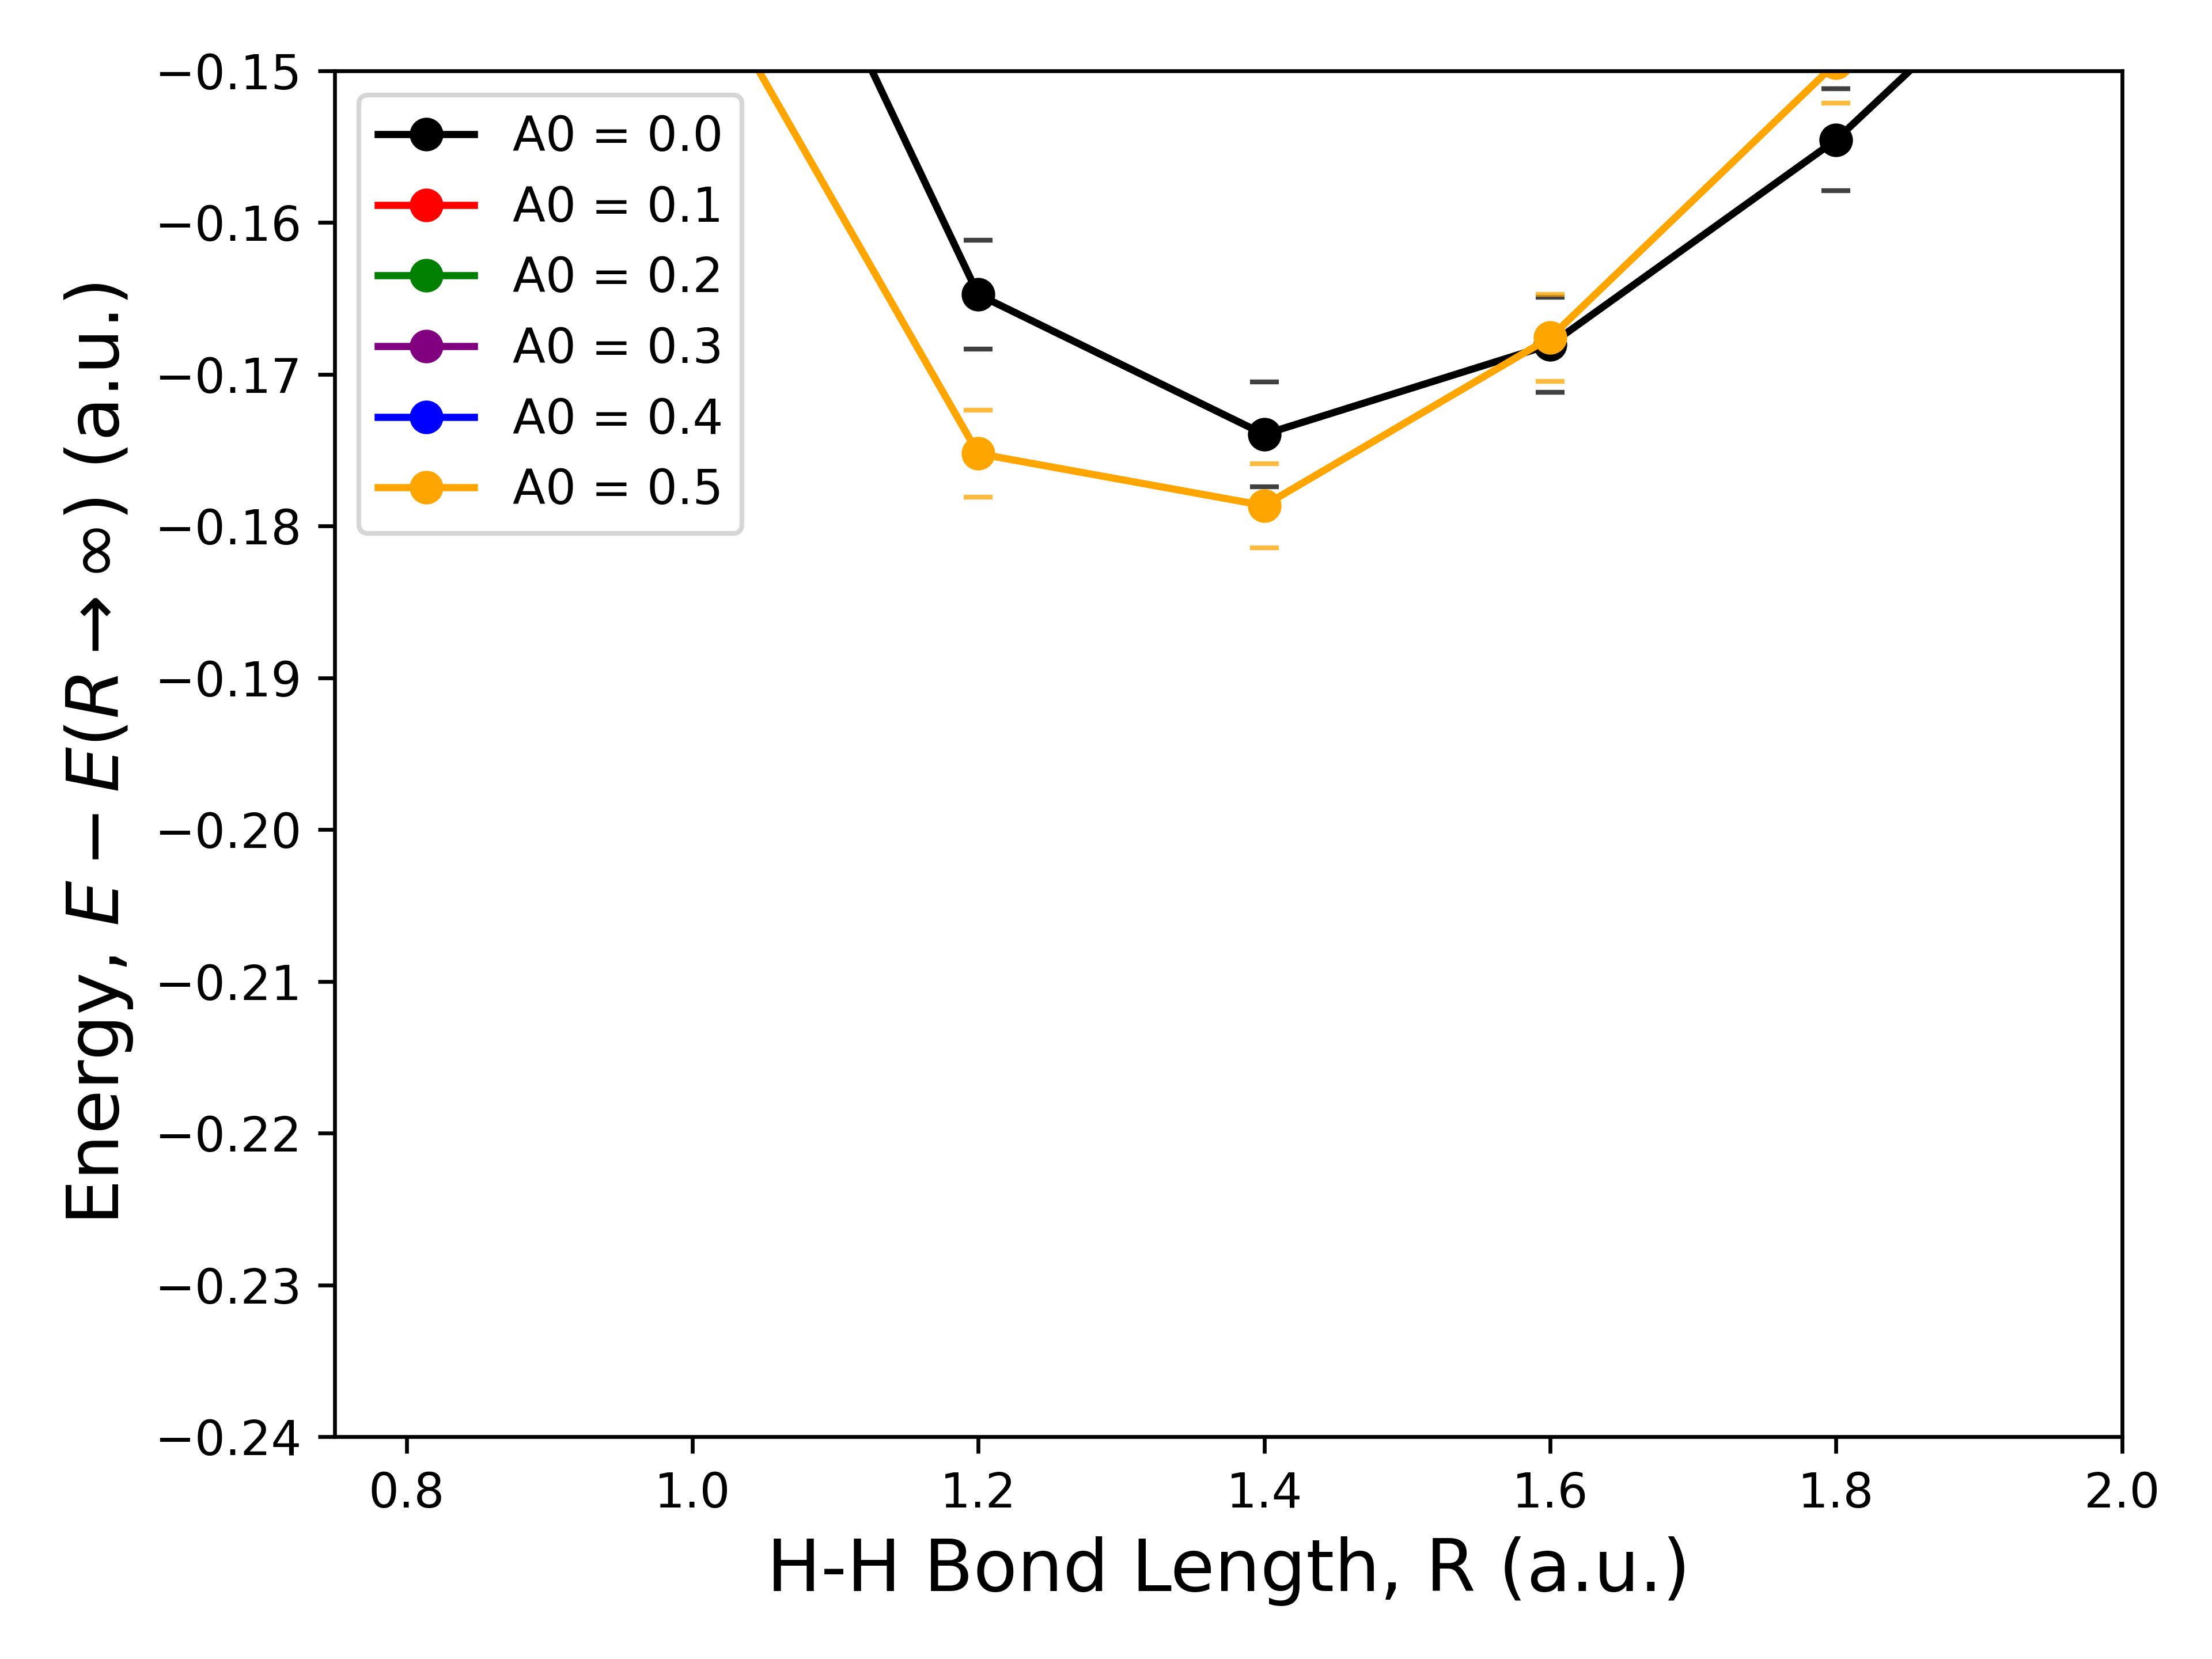 Energy, E − E(R → ∞) (a.u.)
−0.15
−0.16
−0.17
−0.18
−0.19
−0.20
−0.21
−0.22
−0.23
−0.24
A0 = 0.0
A0 = 0.1
A0 = 0.2
A0 = 0.3
A0 = 0.4
A0 = 0.5
0.8 1.0 1.2 1.4 1.6 1.8 2.0
H-H Bond Length, R (a.u.)